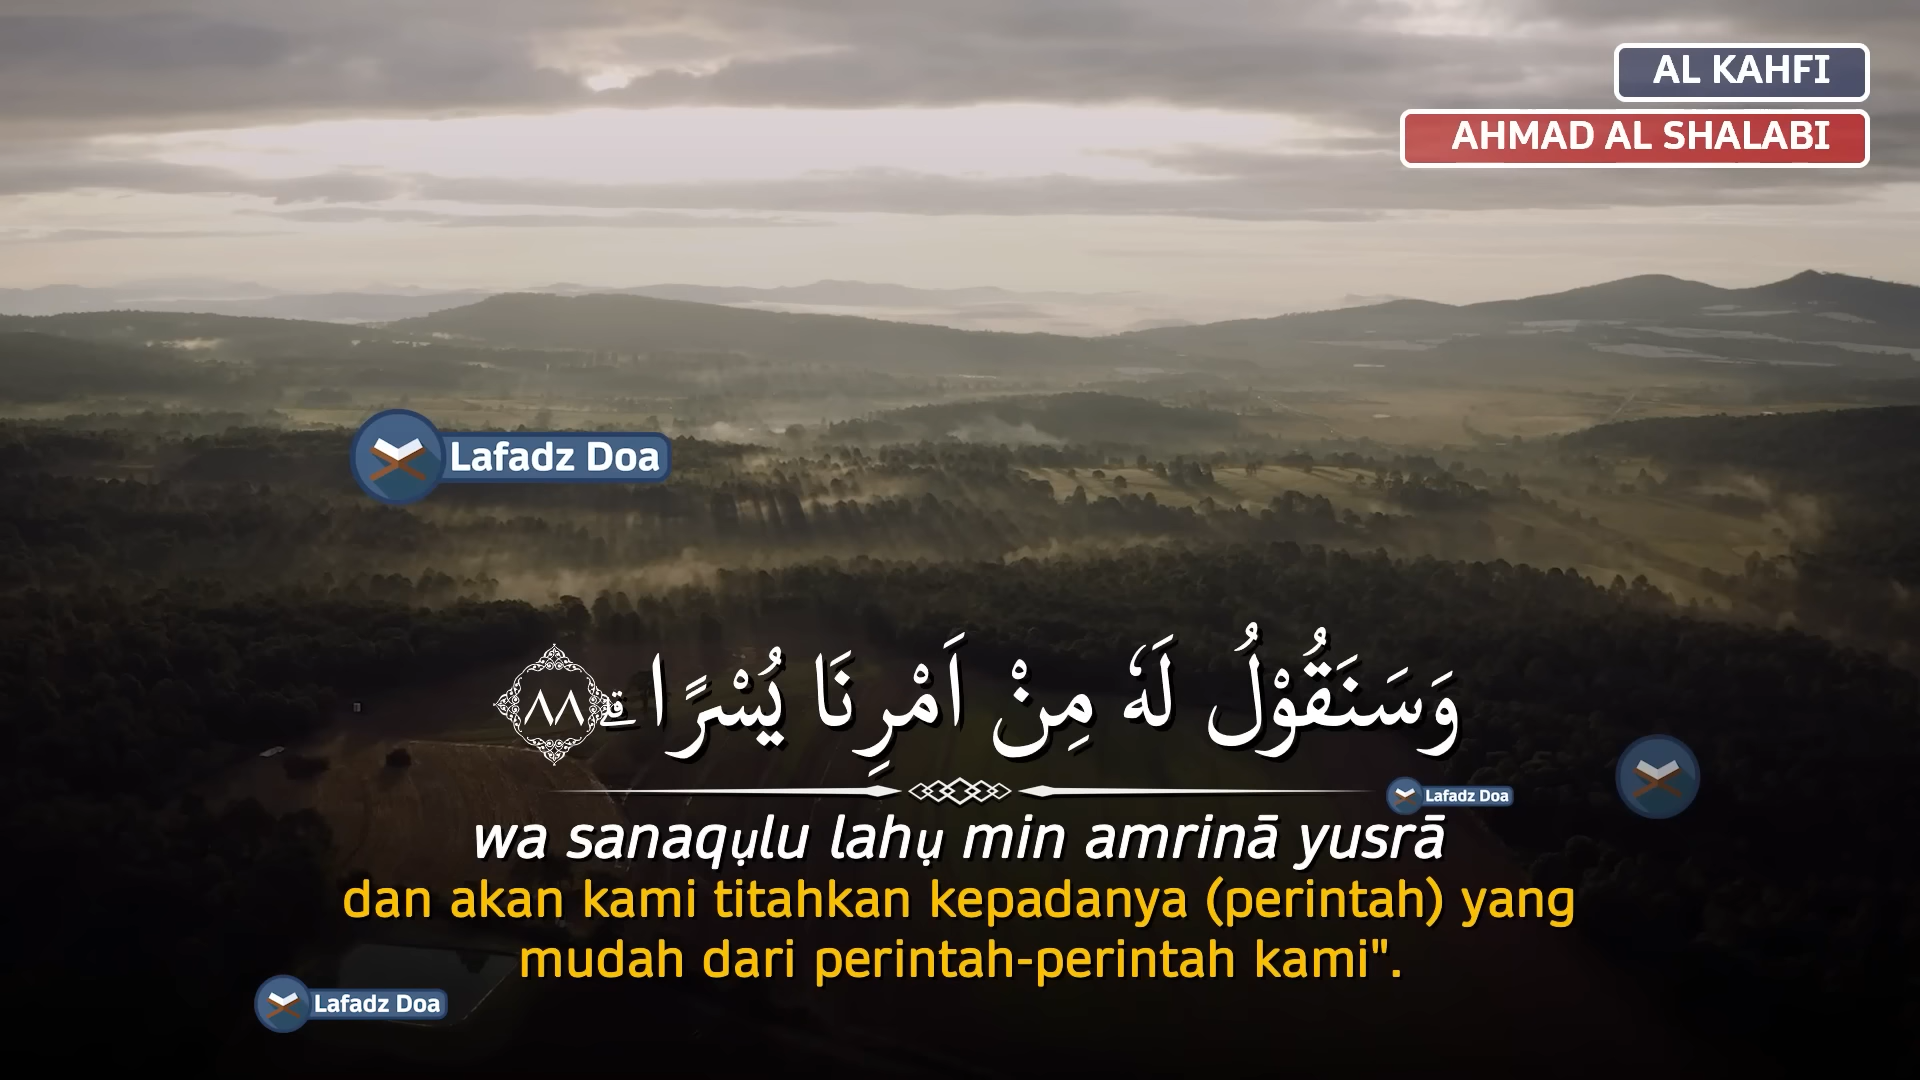 AL KAHFI
AHMAD AL SHALABI
Lafadz Doa
وَسَنَقُوْلُ لَهٗ مِنْ اَمْرِنَا يُسْرًا ۗ ٨٨
Lafadz Doa
wa sanaqụlu lahụ min amrinā yusrā
dan akan kami titahkan kepadanya (perintah) yang
mudah dari perintah-perintah kami".
Lafadz Doa